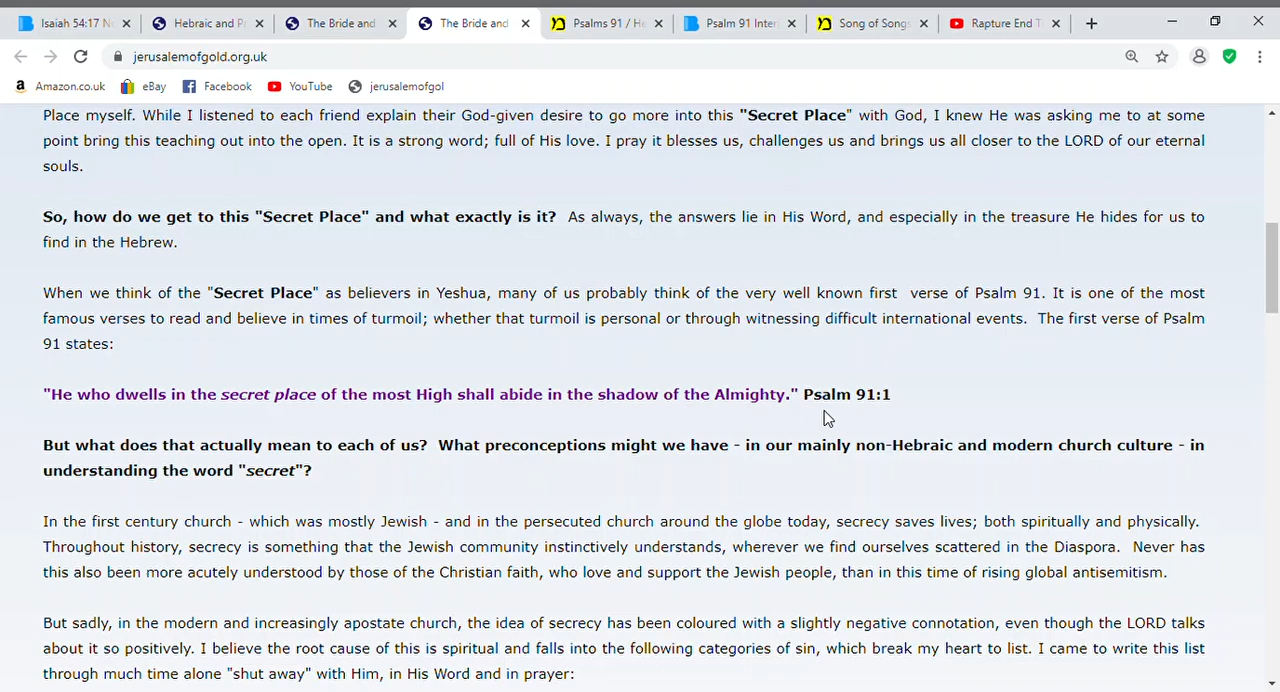 Isaiah 54:17 N
Hebraic and P
The Bride and
The Bride and
Psalms 91 / He
Psalm 91 Inter
Song of Songs
Rapture End T
jerusalemofgold.org.uk
Amazon.co.uk
eBay
Facebook
YouTube
jerusalemofgol
Place myself. While I listened to each friend explain their God-given desire to go more into this "Secret Place" with God, I knew He was asking me to at some
point bring this teaching out into the open. It is a strong word; full of His love. I pray it blesses us, challenges us and brings us all closer to the LORD of our eternal
souls.
So, how do we get to this "Secret Place" and what exactly is it? As always, the answers lie in His Word, and especially in the treasure He hides for us to
find in the Hebrew.
When we think of the "Secret Place" as believers in Yeshua, many of us probably think of the very well known first verse of Psalm 91. It is one of the most
famous verses to read and believe in times of turmoil; whether that turmoil is personal or through witnessing difficult international events. The first verse of Psalm
91 states:
"He who dwells in the secret place of the most High shall abide in the shadow of the Almighty." Psalm 91:1
But what does that actually mean to each of us? What preconceptions might we have - in our mainly non-Hebraic and modern church culture - in
understanding the word "secret"?
In the first century church - which was mostly Jewish - and in the persecuted church around the globe today, secrecy saves lives; both spiritually and physically.
Throughout history, secrecy is something that the Jewish community instinctively understands, wherever we find ourselves scattered in the Diaspora. Never has
this also been more acutely understood by those of the Christian faith, who love and support the Jewish people, than in this time of rising global antisemitism.
But sadly, in the modern and increasingly apostate church, the idea of secrecy has been coloured with a slightly negative connotation, even though the LORD talks
about it so positively. I believe the root cause of this is spiritual and falls into the following categories of sin, which break my heart to list. I came to write this list
through much time alone "shut away" with Him, in His Word and in prayer: